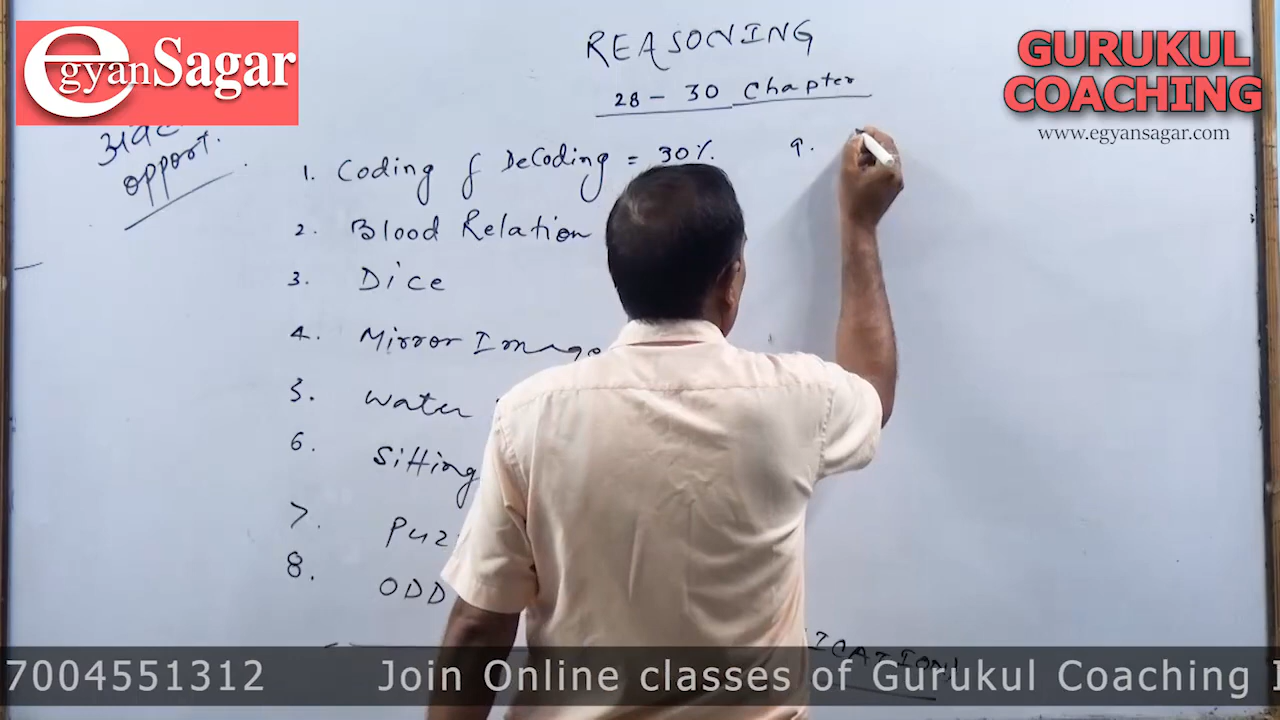 egyanSagar
GURUKUL
COACHING
www.egyansagar.com
REASONING
28 - 30 Chapter
opport.
1. Coding & DeCoding = 30%.
2. Blood Relation
3. Dice
4. Mirror Image
5. Water
6. Sitting
7. Puz
8. ODD
ICATION)
9.
7004551312 Join Online classes of Gurukul Coaching